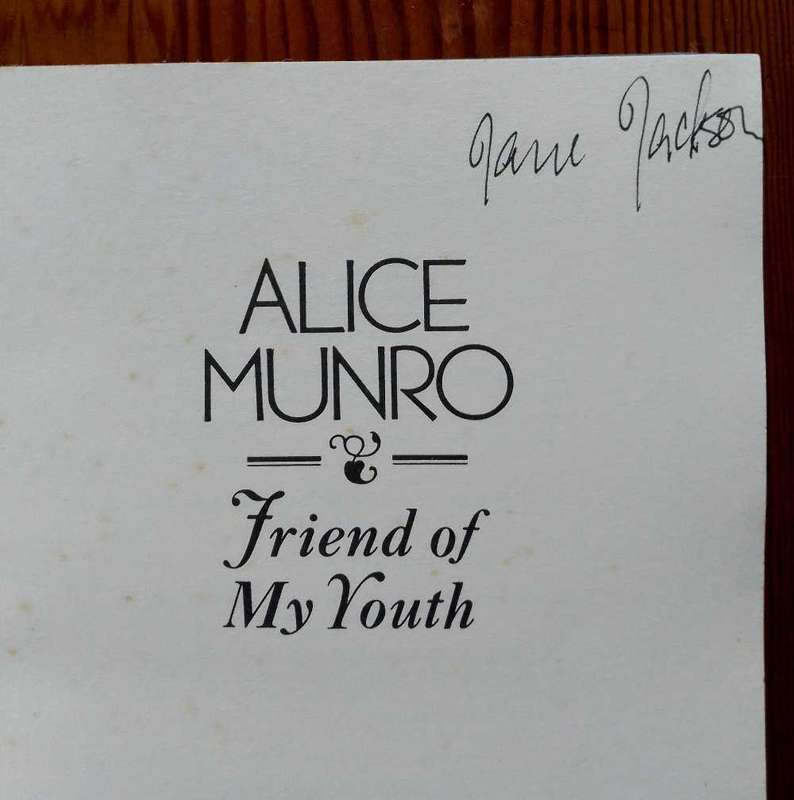 Jane Jackson
ALICE
MUNRO
Friend of
My Youth